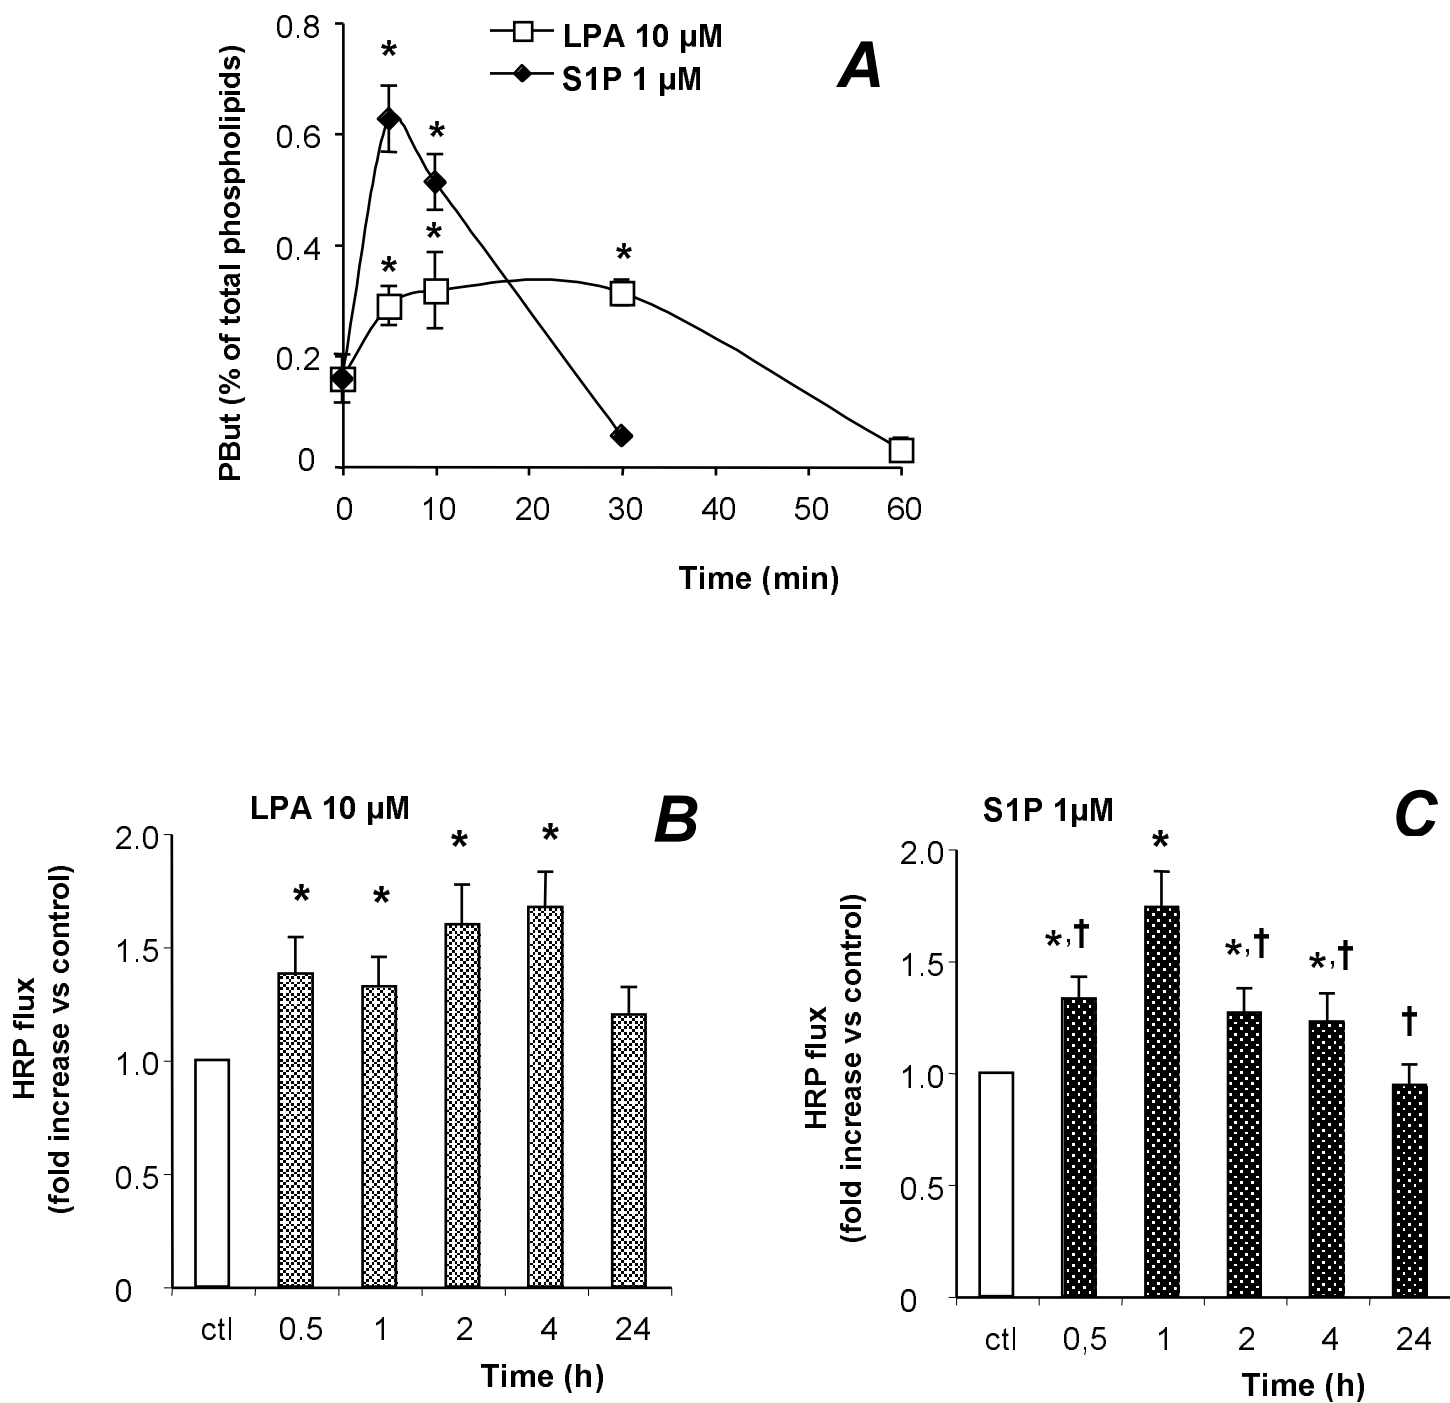 A
LPA 10 µM
S1P 1 µM
PBut (% of total phospholipids)
0.8
0.6
0.4
0.2
0
* * * * *
0 10 20 30 40 50 60
Time (min)
B
LPA 10 µM
HRP flux
(fold increase vs control)
2.0
1.5
1.0
0.5
0
* * * *
ctl 0.5 1 2 4 24
Time (h)
C
S1P 1µM
HRP flux
(fold increase vs control)
2.0
1.5
1.0
0.5
0
*,† * *,† *,† †
ctl 0,5 1 2 4 24
Time (h)